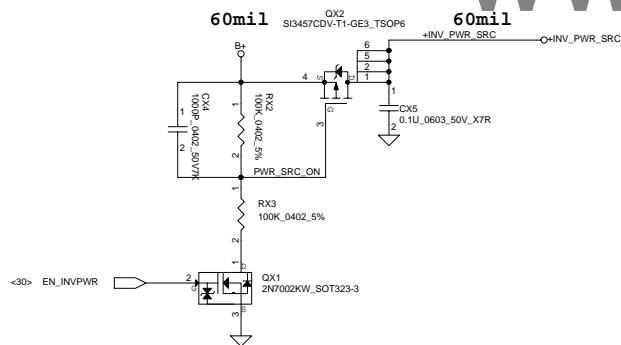 60mil
QX2
SI3457CDV-T1-GE3_TSOP6
60mil
B+
+INV_PWR_SRC
+INV_PWR_SRC
6
5
2
1
4
S
D
G
3
1
CX4
1000P_0402_50V7K
2
1
RX2
100K_0402_5%
2
1
CX5
0.1U_0603_50V_X7R
2
PWR_SRC_ON
1
RX3
100K_0402_5%
2
1
D
<30> EN_INVPWR
2
G
QX1
2N7002KW_SOT323-3
S
3